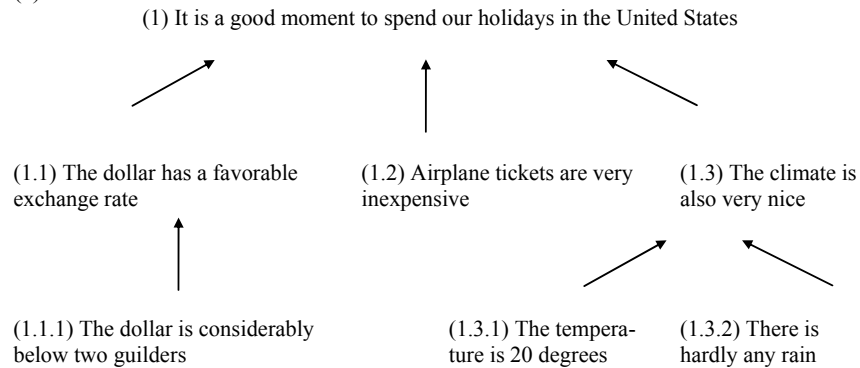 (1) It is a good moment to spend our holidays in the United States
(1.1) The dollar has a favorable
exchange rate
(1.2) Airplane tickets are very
inexpensive
(1.3) The climate is
also very nice
(1.1.1) The dollar is considerably
below two guilders
(1.3.1) The tempera-
ture is 20 degrees
(1.3.2) There is
hardly any rain